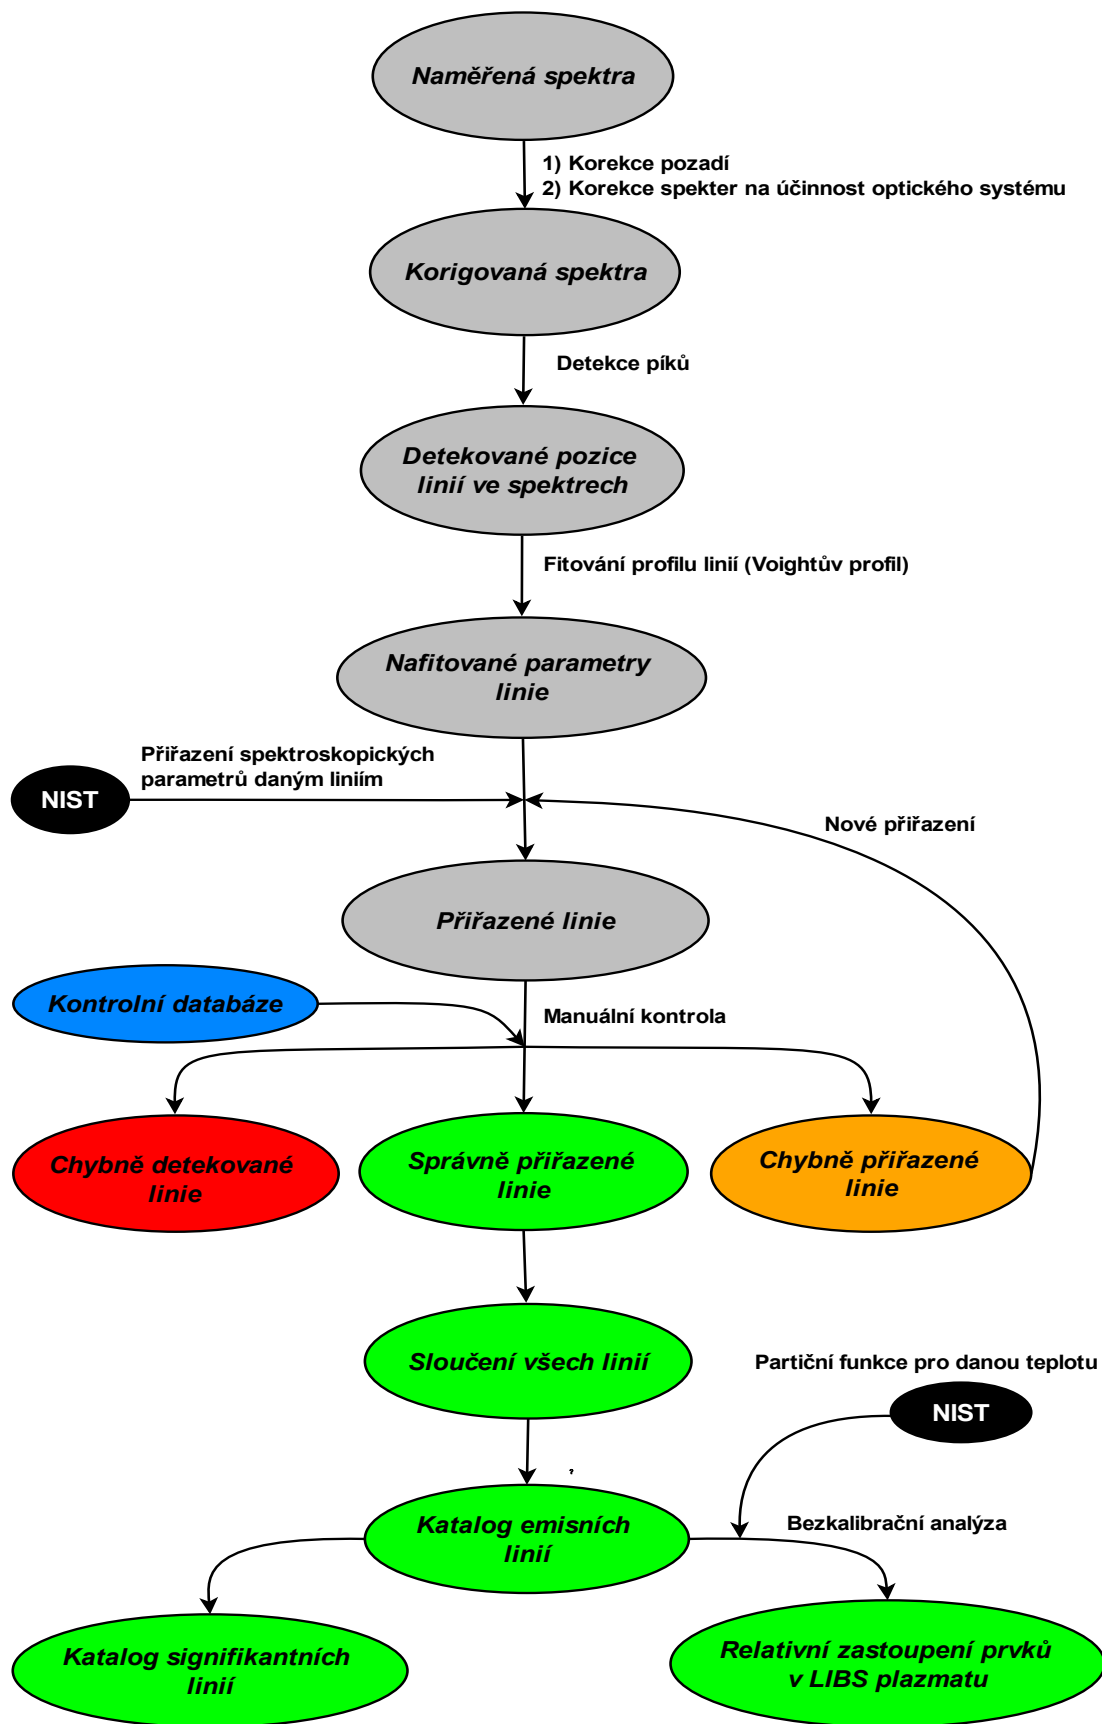 Naměřená spektra
1) Korekce pozadí
2) Korekce spekter na účinnost optického systému
Korigovaná spektra
Detekce píků
Detekované pozice
linií ve spektrech
Fitování profilu linií (Voightův profil)
Nafitované parametry
linie
Přiřazení spektroskopických
parametrů daným liniím
NIST
Nové přiřazení
Přiřazené linie
Kontrolní databáze
Manuální kontrola
Chybně detekované
linie
Správně přiřazené
linie
Chybně přiřazené
linie
Sloučení všech linií
Partiční funkce pro danou teplotu
NIST
Katalog emisních
linií
Bezkalibrační analýza
Katalog signifikantních
linií
Relativní zastoupení prvků
v LIBS plazmatu